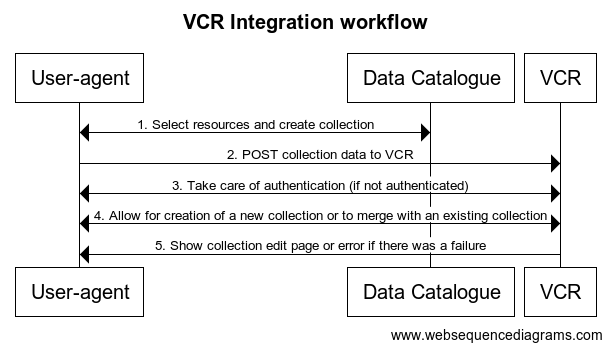 VCR Integration workflow
User-agent
Data Catalogue
VCR
1. Select resources and create collection
2. POST collection data to VCR
3. Take care of authentication (if not authenticated)
4. Allow for creation of a new collection or to merge with an existing collection
5. Show collection edit page or error if there was a failure
User-agent
Data Catalogue
VCR
www.websequencediagrams.com